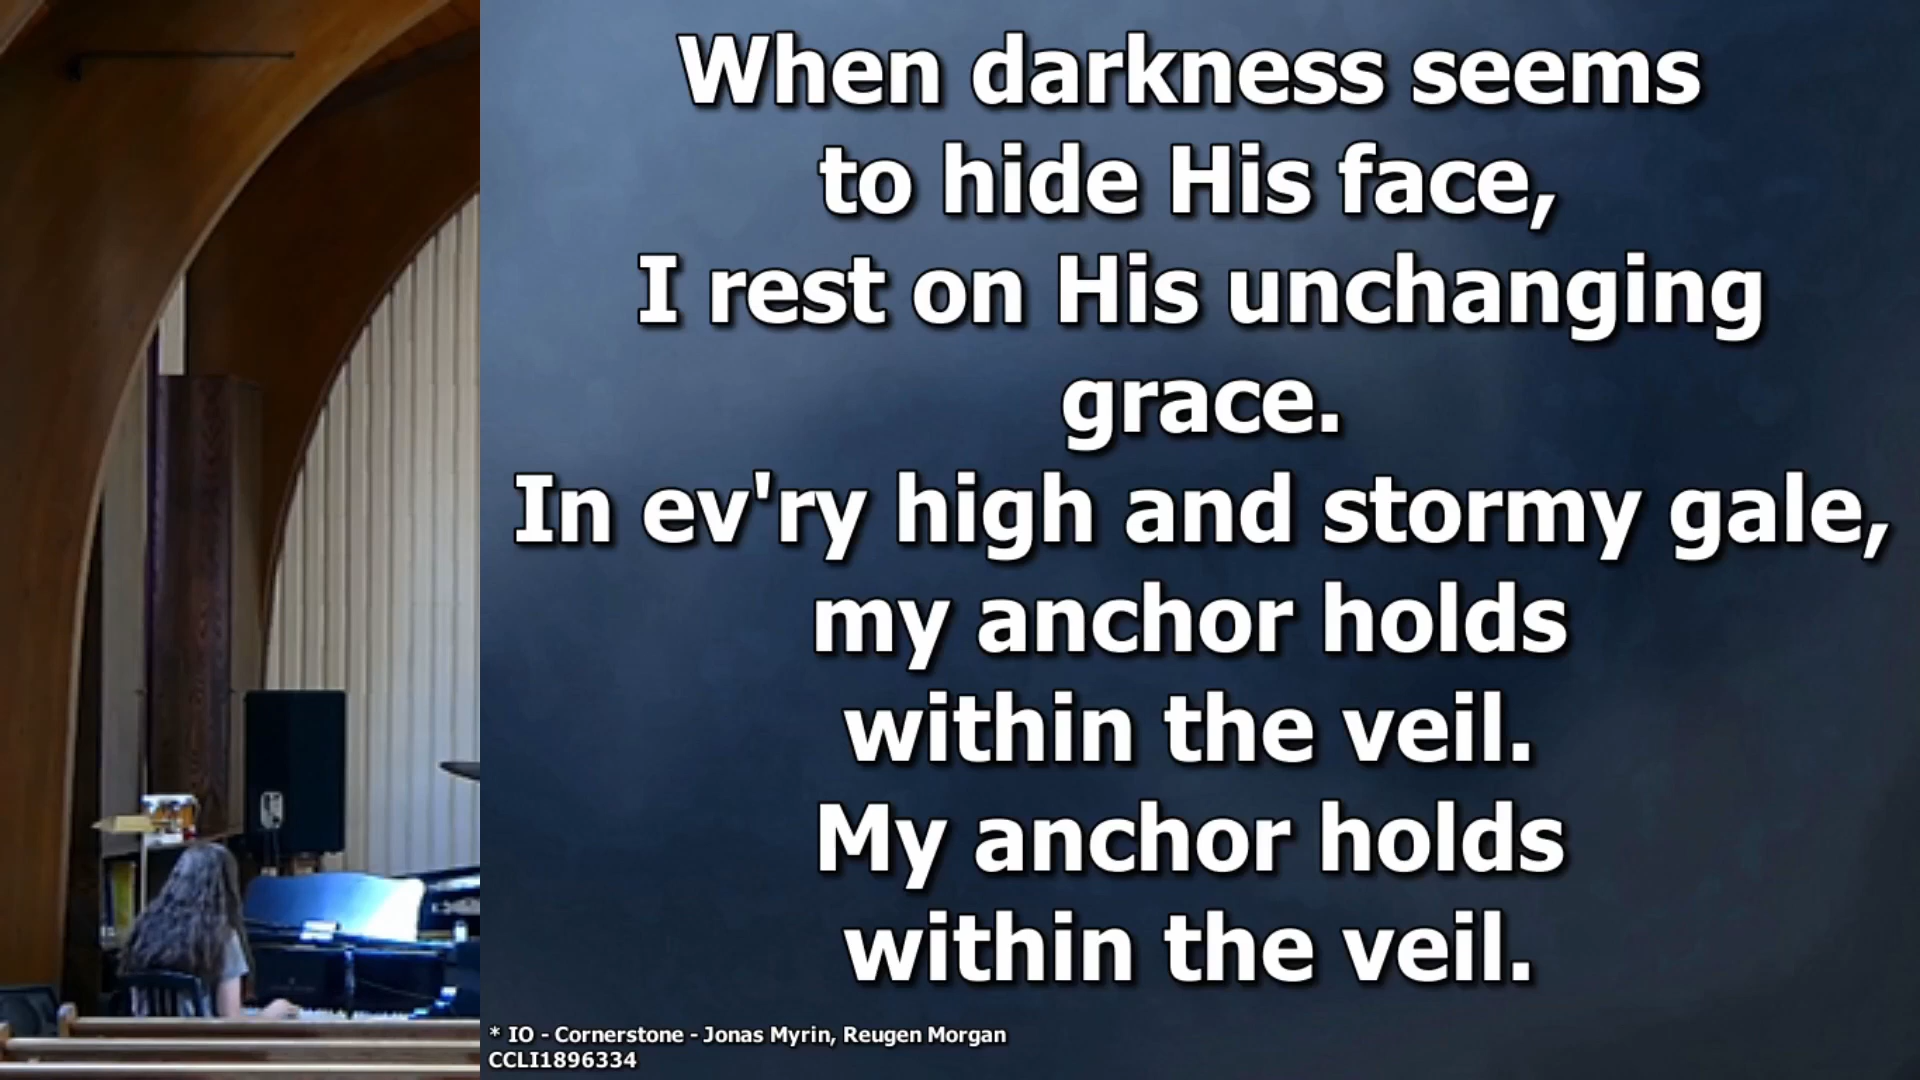 When darkness seems
to hide His face,
I rest on His unchanging
grace.
In ev'ry high and stormy gale,
my anchor holds
within the veil.
My anchor holds
within the veil.
* IO - Cornerstone - Jonas Myrin, Reugen Morgan
CCLI1896334